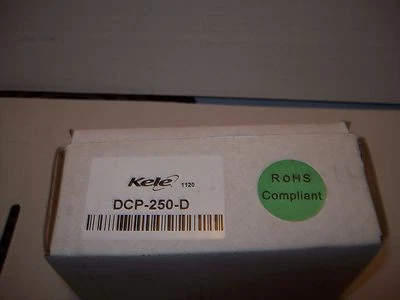 Kele 1120
DCP-250-D
RoHS
Compliant